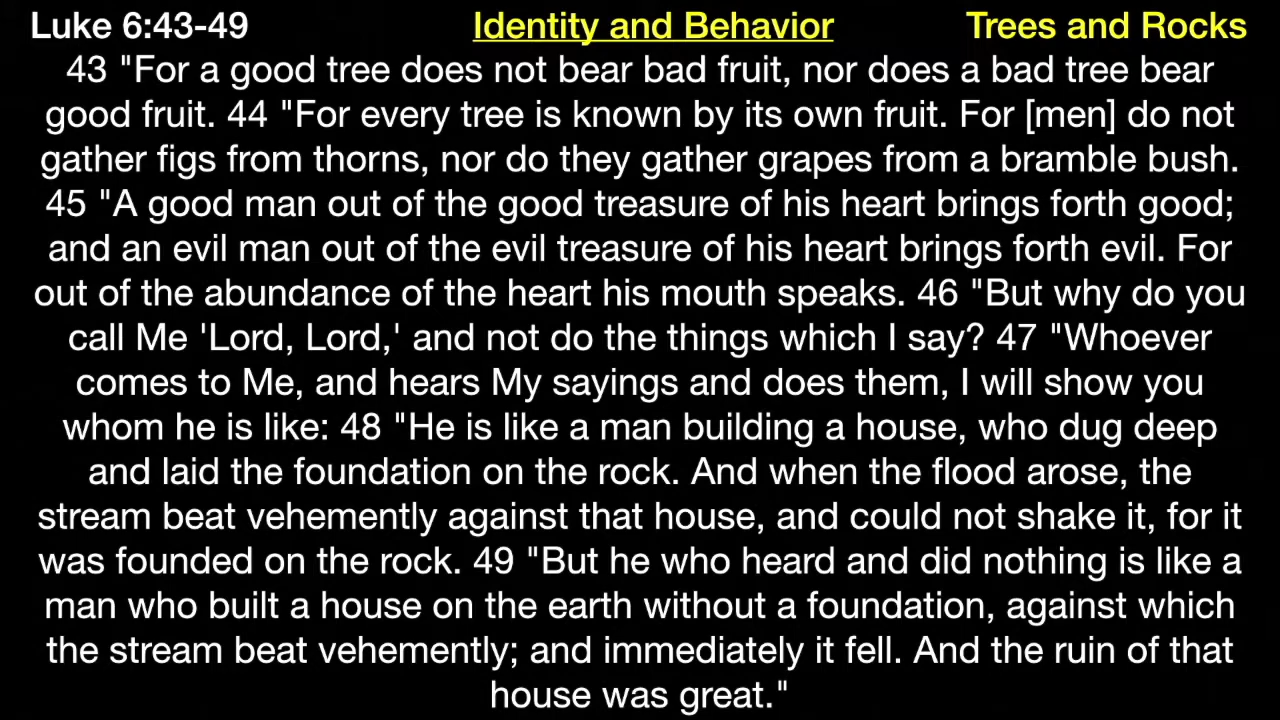 Luke 6:43-49 Identity and Behavior Trees and Rocks
43 "For a good tree does not bear bad fruit, nor does a bad tree bear
good fruit. 44 "For every tree is known by its own fruit. For [men] do not
gather figs from thorns, nor do they gather grapes from a bramble bush.
45 "A good man out of the good treasure of his heart brings forth good;
and an evil man out of the evil treasure of his heart brings forth evil. For
out of the abundance of the heart his mouth speaks. 46 "But why do you
call Me 'Lord, Lord,' and not do the things which I say? 47 "Whoever
comes to Me, and hears My sayings and does them, I will show you
whom he is like: 48 "He is like a man building a house, who dug deep
and laid the foundation on the rock. And when the flood arose, the
stream beat vehemently against that house, and could not shake it, for it
was founded on the rock. 49 "But he who heard and did nothing is like a
man who built a house on the earth without a foundation, against which
the stream beat vehemently; and immediately it fell. And the ruin of that
house was great."